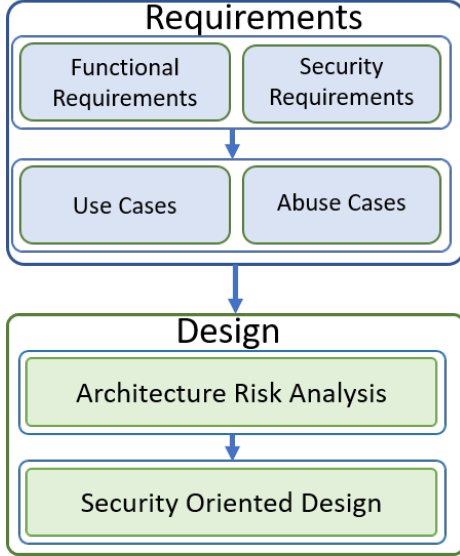 Requirements
Functional
Requirements
Security
Requirements
Use Cases
Abuse Cases
Design
Architecture Risk Analysis
Security Oriented Design